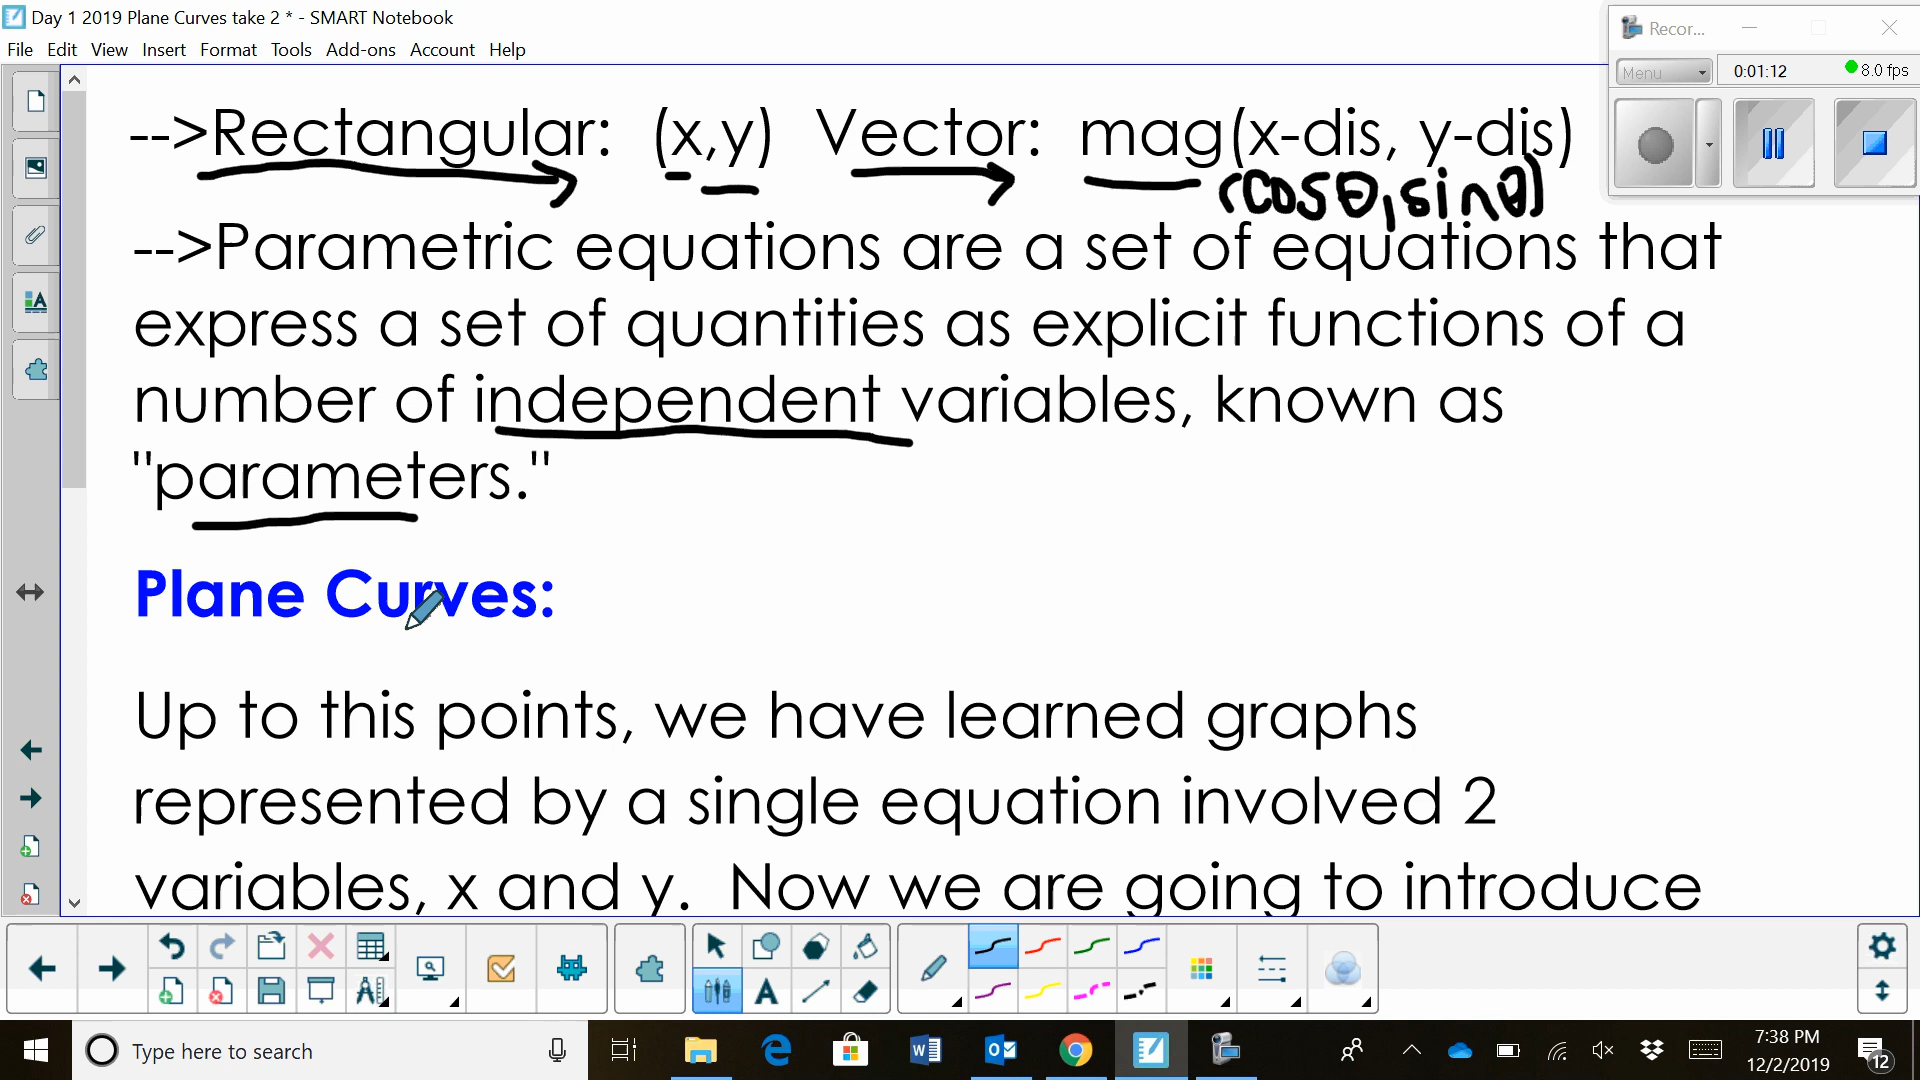 Day 1 2019 Plane Curves take 2 * - SMART Notebook
File Edit View Insert Format Tools Add-ons Account Help
Recor...
Menu 0:01:12 8.0 fps
-->Rectangular: (x,y) Vector: mag(x-dis, y-dis)
(cosθ, sinθ)
-->Parametric equations are a set of equations that
express a set of quantities as explicit functions of a
number of independent variables, known as
"parameters."
Plane Curves:
Up to this points, we have learned graphs
represented by a single equation involved 2
variables, x and y. Now we are going to introduce
Type here to search
7:38 PM
12/2/2019
12